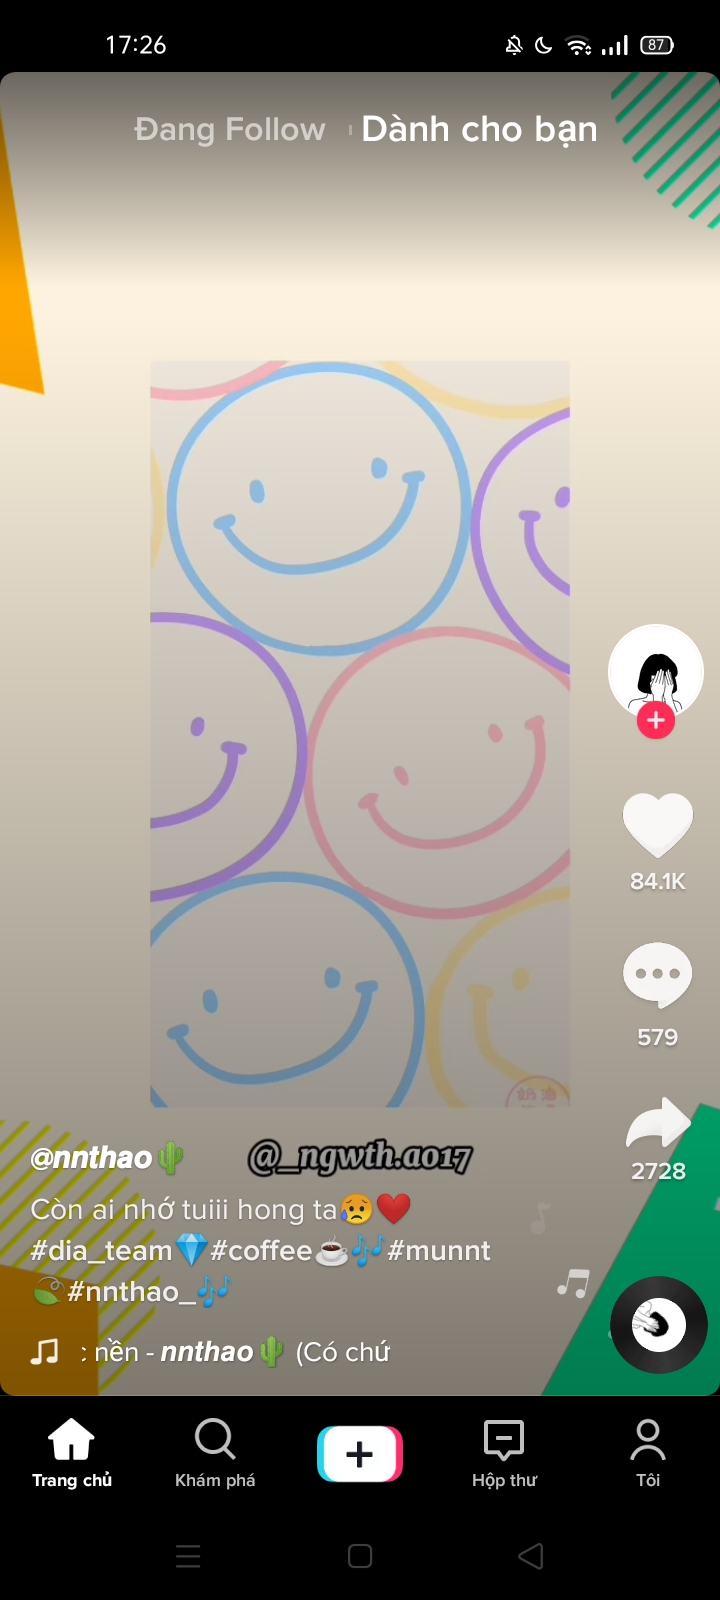 17:26
87
Đang Follow
Dành cho bạn
84.1K
579
2728
@nnthao🌵
@_ngwth.a017
Còn ai nhớ tuiii hong ta😥❤️
#dia_team💎#coffee☕🎶#munnt
🍃#nnthao_🎶
: nền - nnthao🌵 (Có chứ
Trang chủ
Khám phá
Hộp thư
Tôi